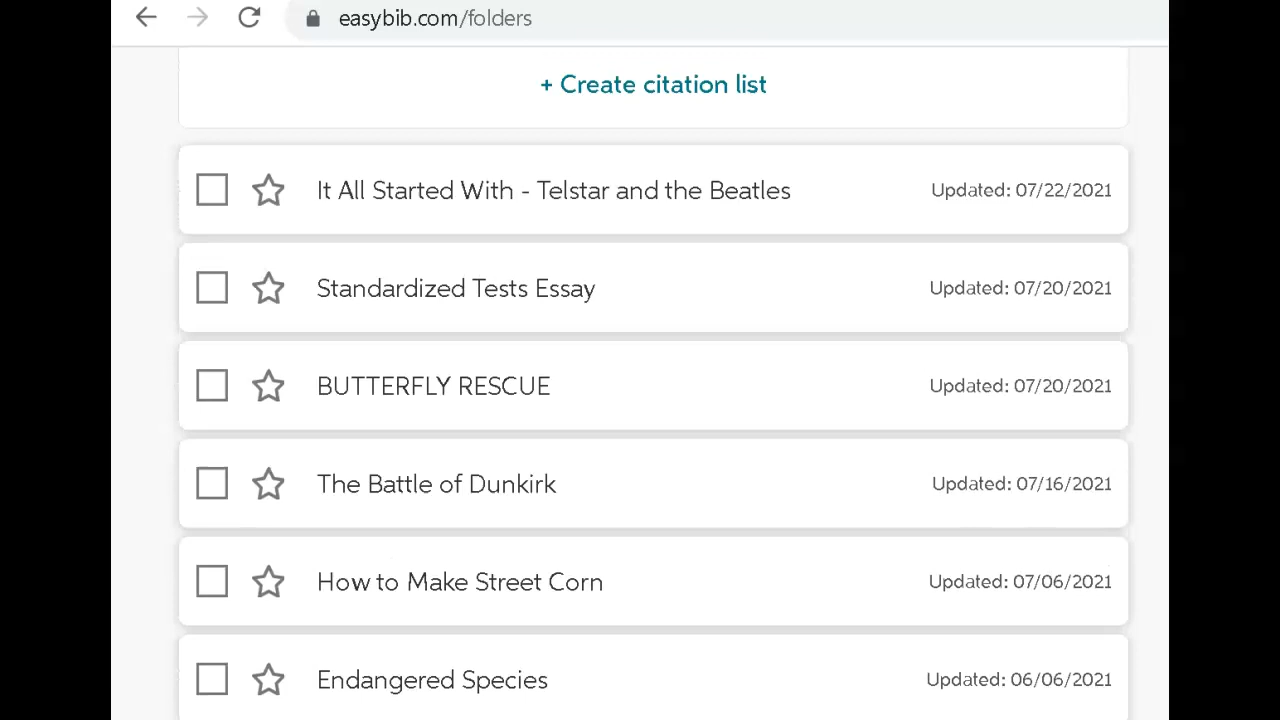 easybib.com/folders
+ Create citation list
It All Started With - Telstar and the Beatles Updated: 07/22/2021
Standardized Tests Essay Updated: 07/20/2021
BUTTERFLY RESCUE Updated: 07/20/2021
The Battle of Dunkirk Updated: 07/16/2021
How to Make Street Corn Updated: 07/06/2021
Endangered Species Updated: 06/06/2021